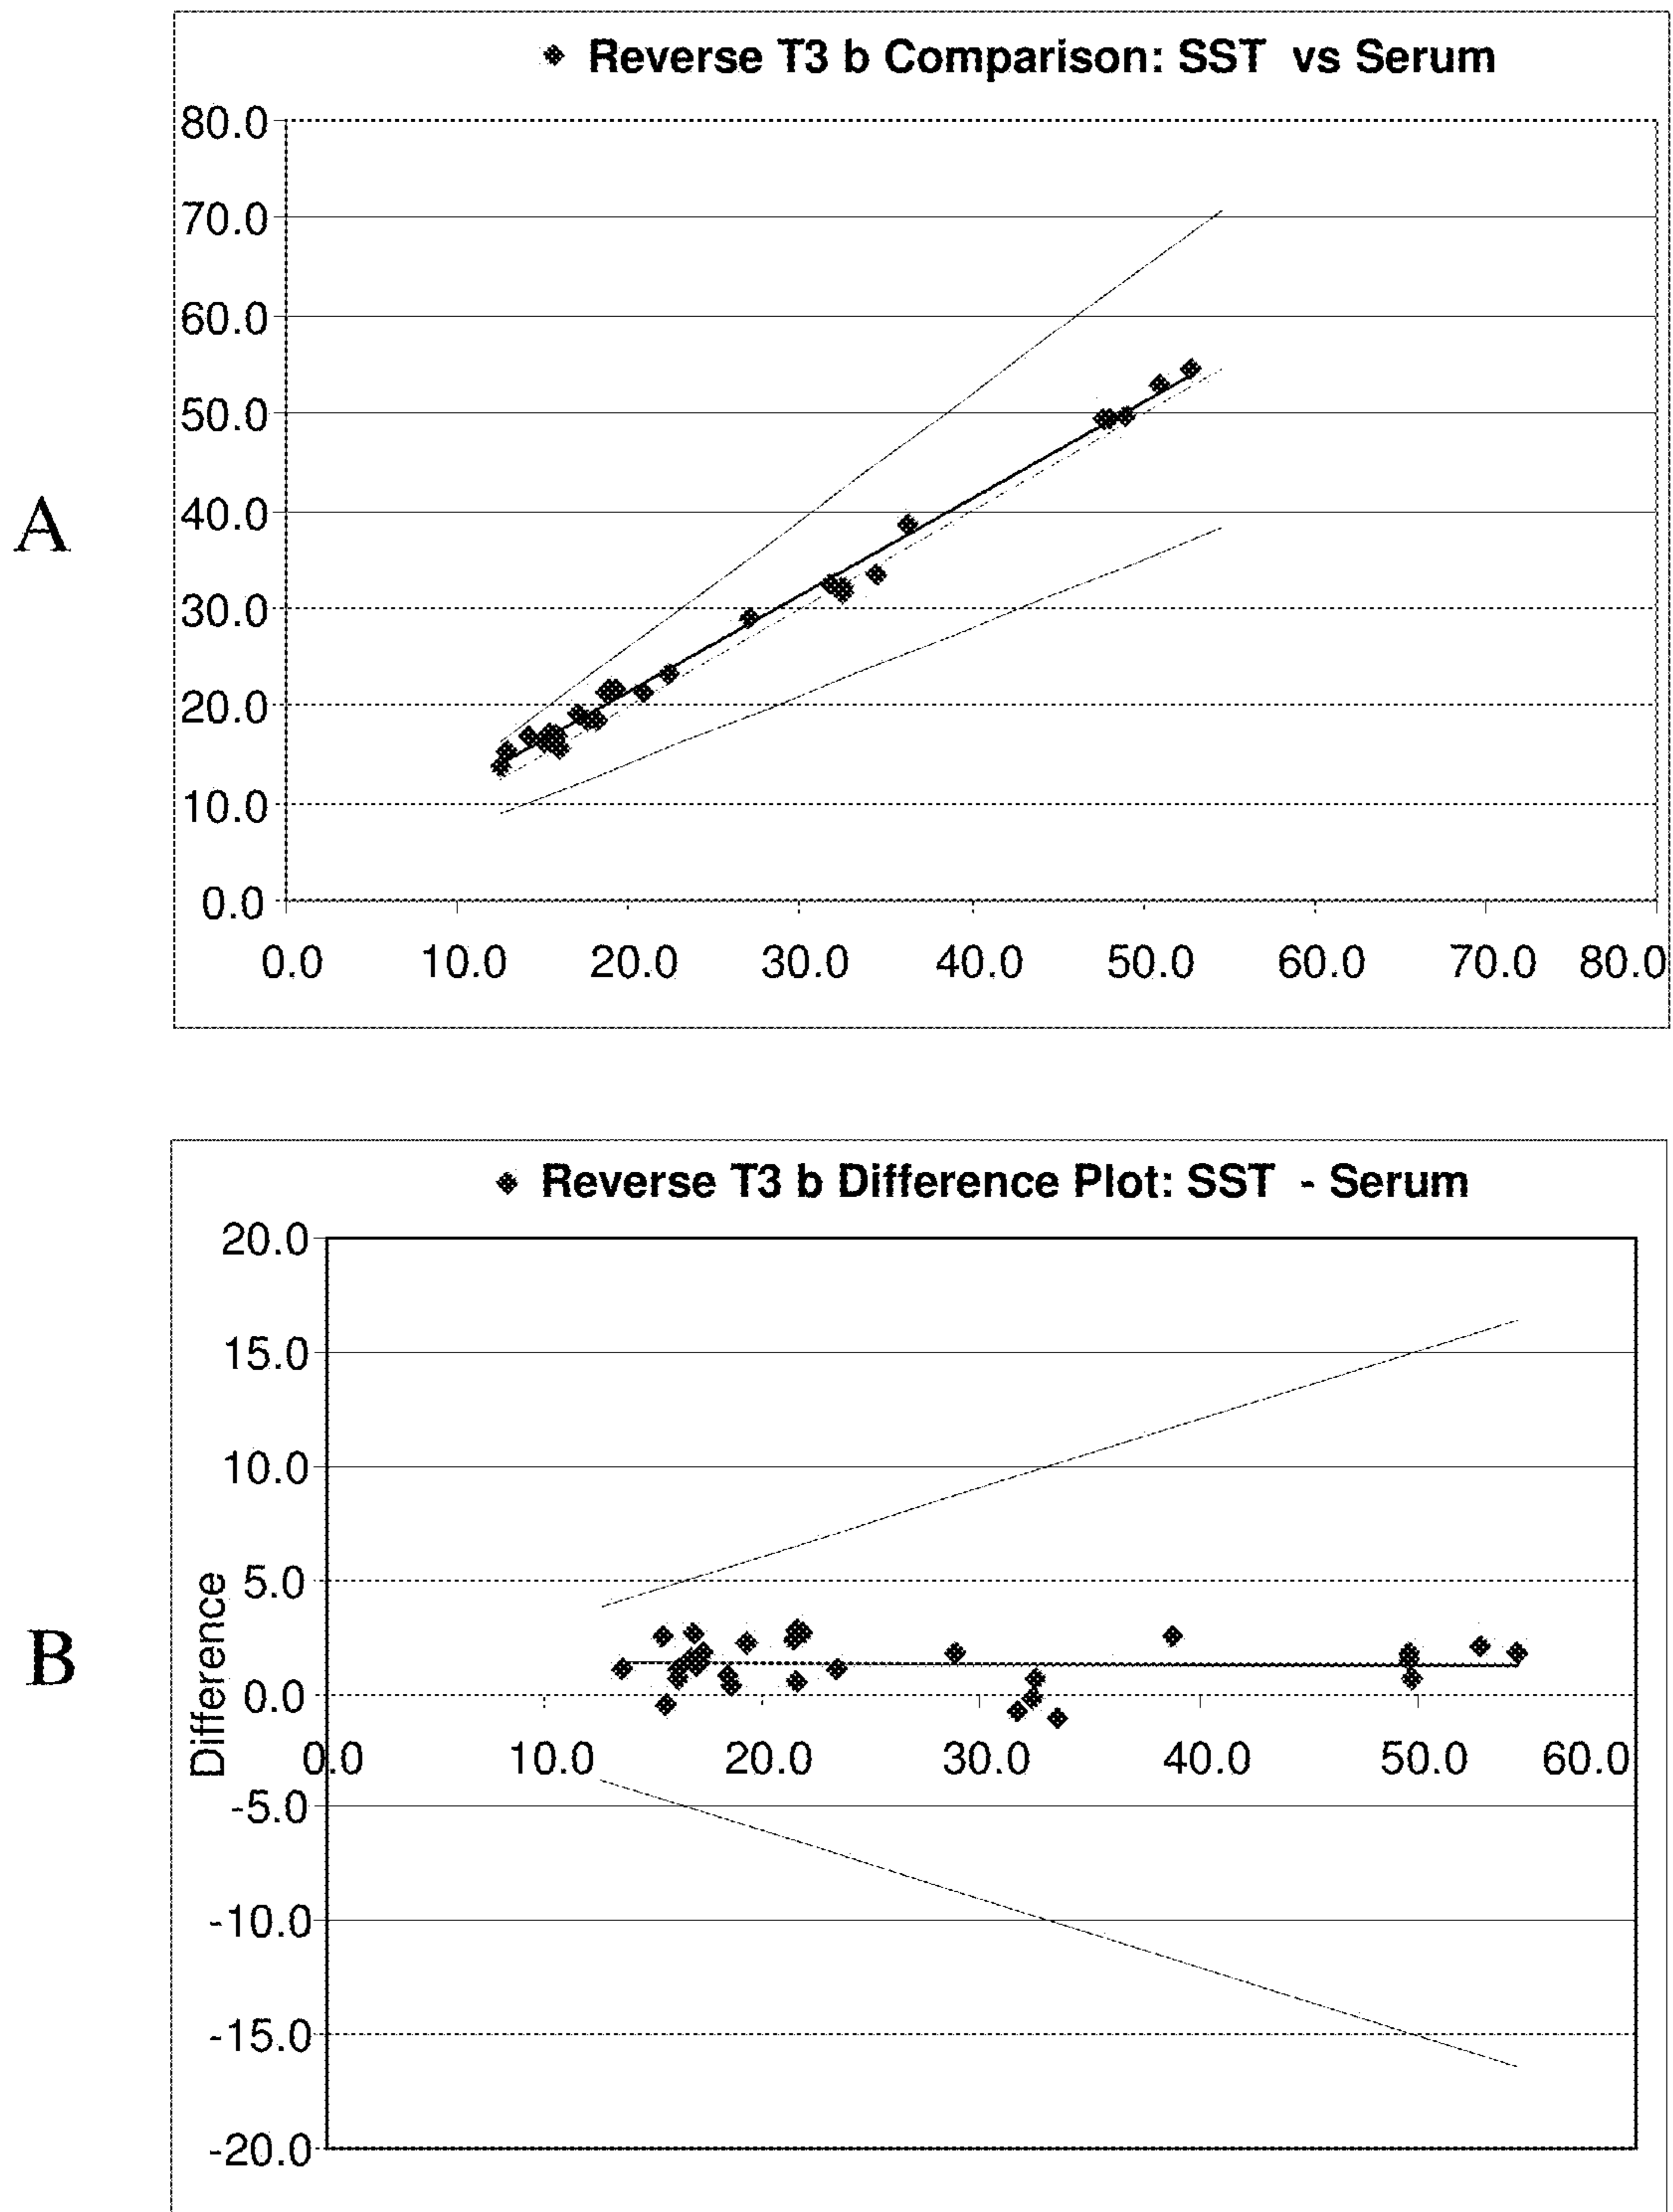 Reverse T3 b Comparison: SST vs Serum
80.0
70.0
60.0
50.0
A
40.0
30.0
20.0
10.0
0.0
0.0 10.0 20.0 30.0 40.0 50.0 60.0 70.0 80.0
Reverse T3 b Difference Plot: SST - Serum
20.0
15.0
10.0
5.0
B
Difference
0.0
0.0 10.0 20.0 30.0 40.0 50.0 60.0
-5.0
-10.0
-15.0
-20.0